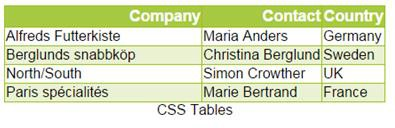 Company Contact Country
Alfreds Futterkiste Maria Anders Germany
Berglunds snabbköp Christina Berglund Sweden
North/South Simon Crowther UK
Paris spécialités Marie Bertrand France
CSS Tables